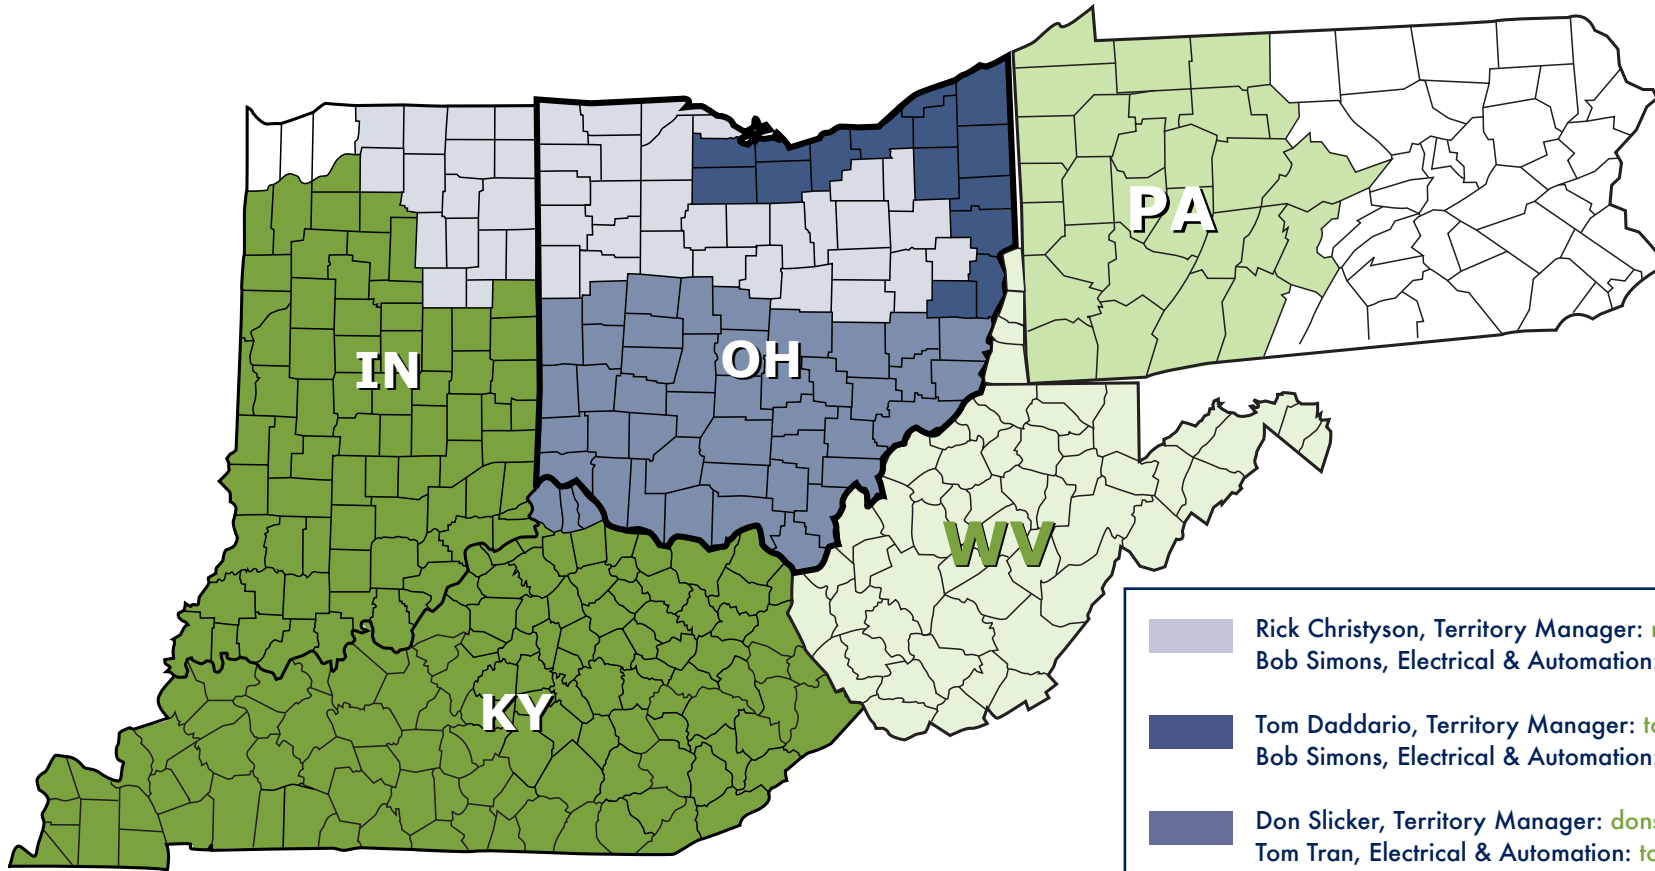 PA
OH
IN
WV
KY
Rick Christyson, Territory Manager:
Bob Simons, Electrical & Automation:
Tom Daddario, Territory Manager:
Bob Simons, Electrical & Automation:
Don Slicker, Territory Manager: dons
Tom Tran, Electrical & Automation: